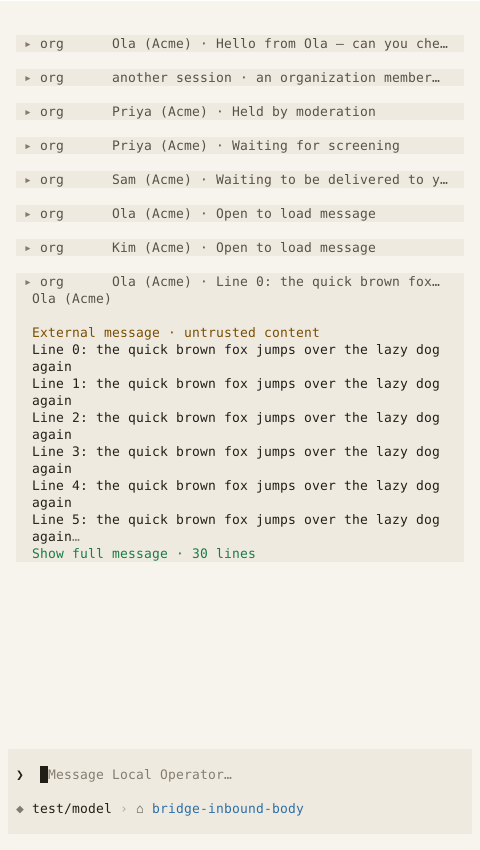 ▸ org      Ola (Acme) · Hello from Ola — can you che…
▸ org      another session · an organization member…
▸ org      Priya (Acme) · Held by moderation
▸ org      Priya (Acme) · Waiting for screening
▸ org      Sam (Acme) · Waiting to be delivered to y…
▸ org      Ola (Acme) · Open to load message
▸ org      Kim (Acme) · Open to load message
▸ org      Ola (Acme) · Line 0: the quick brown fox…
Ola (Acme)
External message · untrusted content
Line 0: the quick brown fox jumps over the lazy dog
again
Line 1: the quick brown fox jumps over the lazy dog
again
Line 2: the quick brown fox jumps over the lazy dog
again
Line 3: the quick brown fox jumps over the lazy dog
again
Line 4: the quick brown fox jumps over the lazy dog
again
Line 5: the quick brown fox jumps over the lazy dog
again…
Show full message · 30 lines
❯ Message Local Operator…
◆ test/model › ⌂ bridge-inbound-body